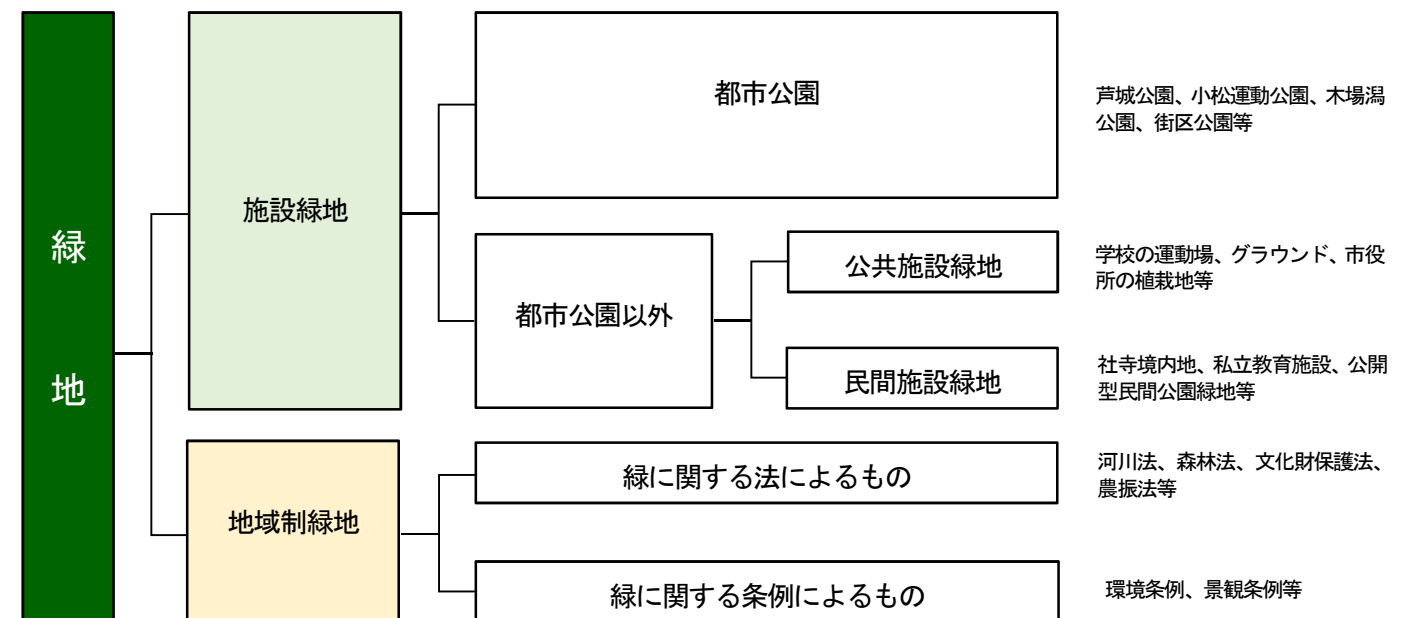 緑地
施設緑地
都市公園
芦城公園、小松運動公園、木場潟
公園、街区公園等
都市公園以外
公共施設緑地
学校の運動場、グラウンド、市役
所の植栽地等
民間施設緑地
社寺境内地、私立教育施設、公開
型民間公園緑地等
地域制緑地
緑に関する法によるもの
河川法、森林法、文化財保護法、
農振法等
緑に関する条例によるもの
環境条例、景観条例等